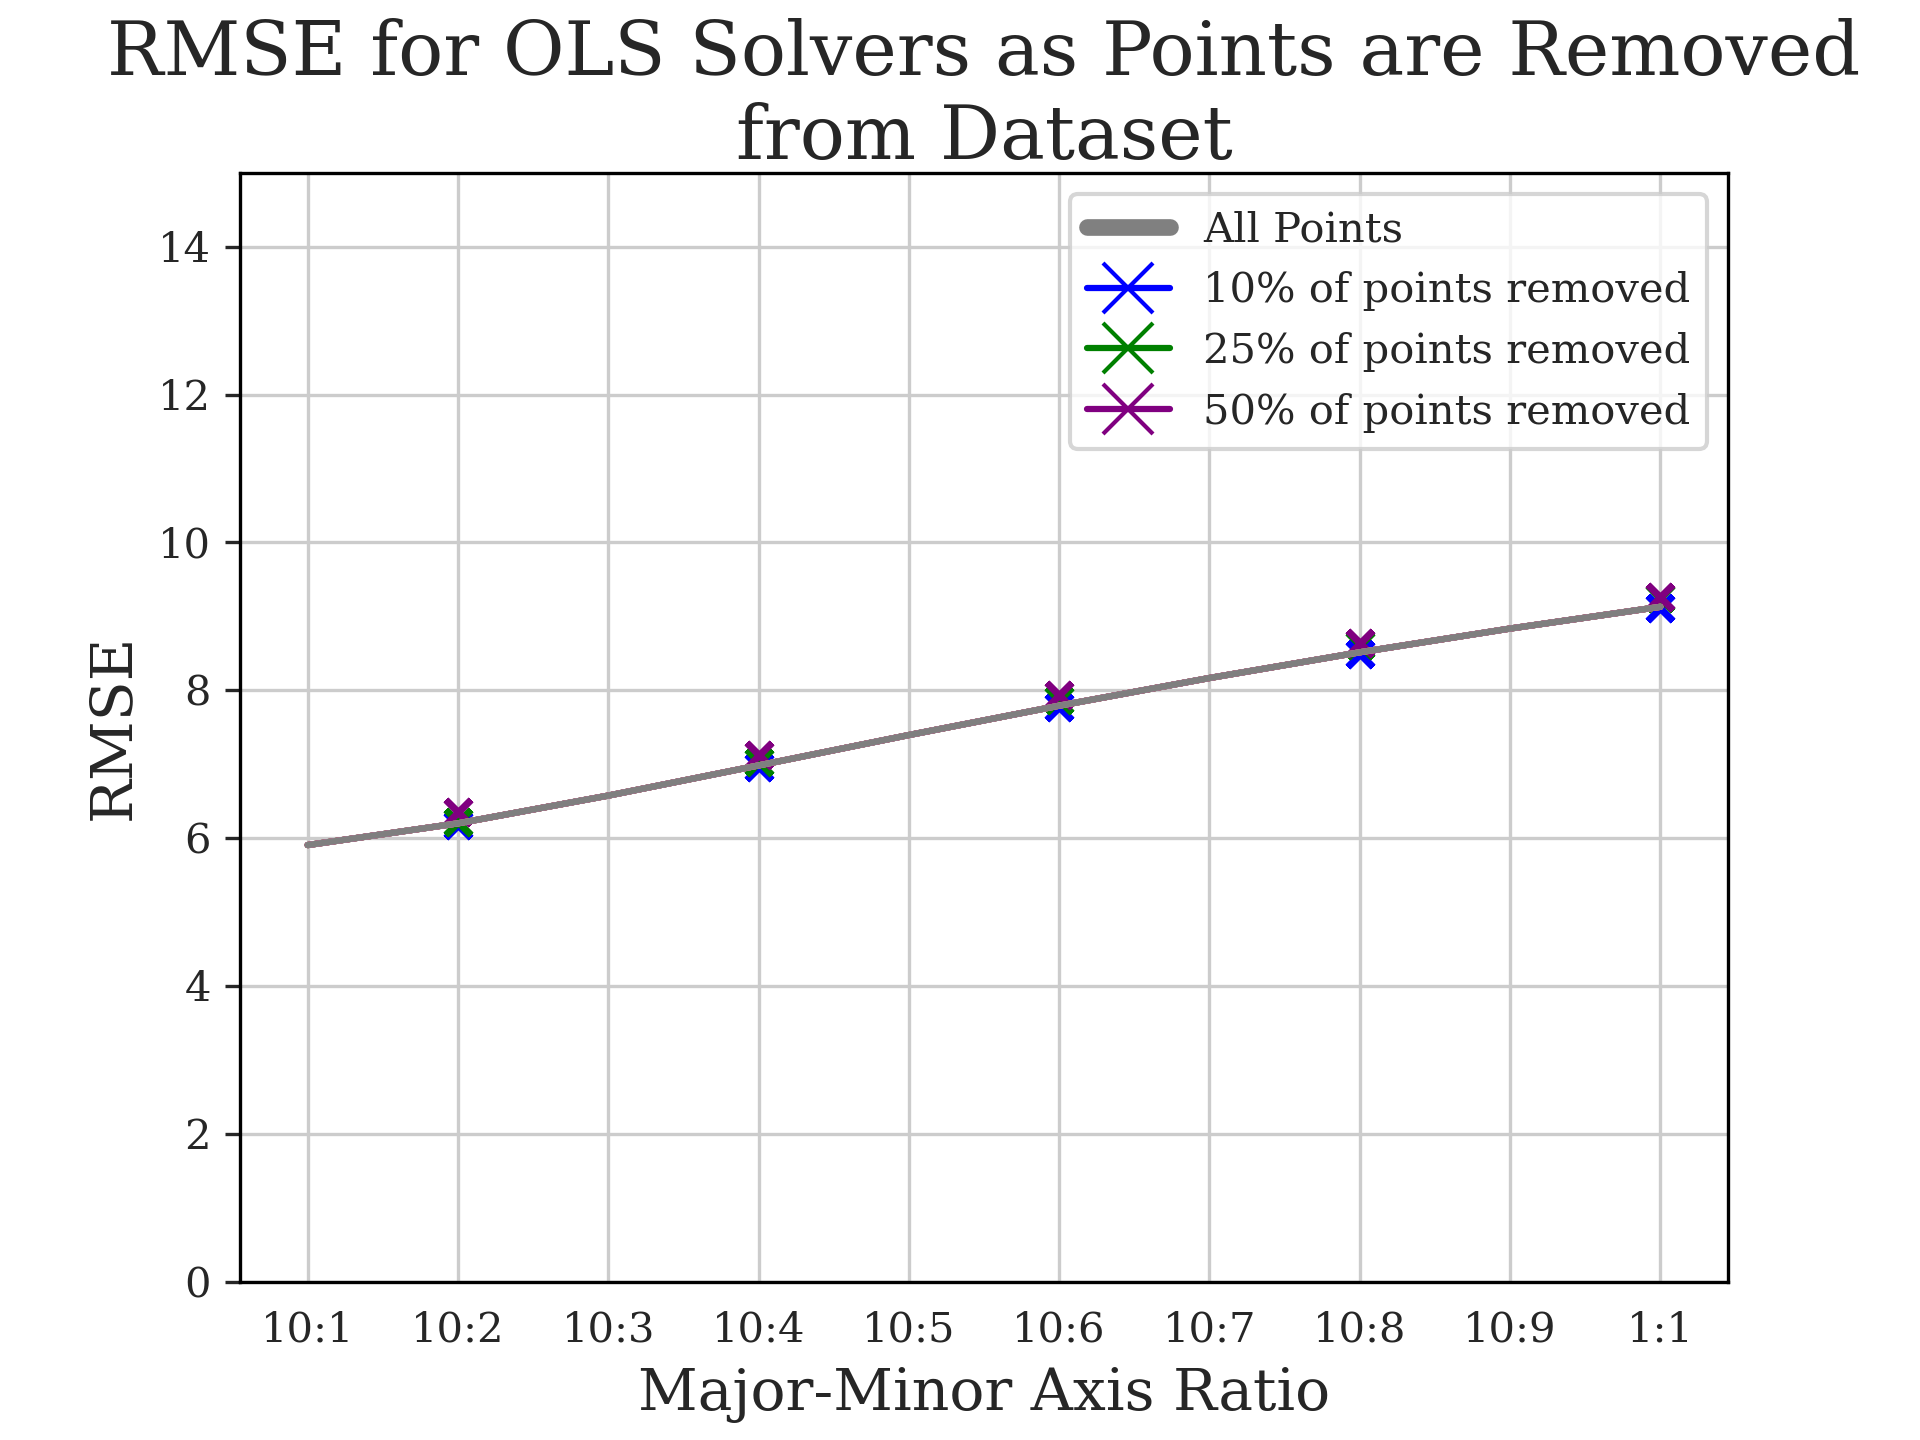 RMSE for OLS Solvers as Points are Removed
from Dataset
All Points
10% of points removed
25% of points removed
50% of points removed
RMSE
14
12
10
8
6
4
2
0
10:1 10:2 10:3 10:4 10:5 10:6 10:7 10:8 10:9 1:1
Major-Minor Axis Ratio